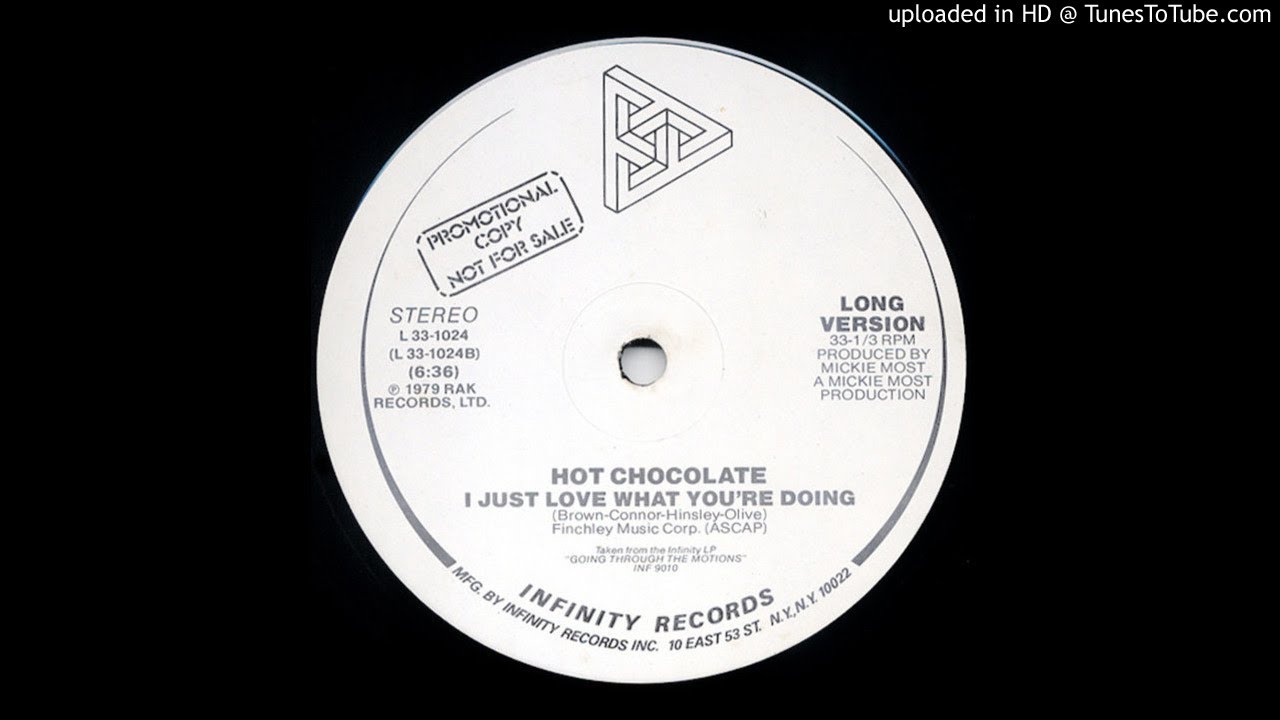 uploaded in HD @ TunesToTube.com
PROMOTIONAL
COPY
NOT FOR SALE
STEREO
L 33-1024
(L 33-1024B)
(6:36)
℗ 1979 RAK
RECORDS, LTD.
LONG
VERSION
33-1/3 RPM
PRODUCED BY
MICKIE MOST
A MICKIE MOST
PRODUCTION
HOT CHOCOLATE
I JUST LOVE WHAT YOU'RE DOING
(Brown-Connor-Hinsley-Olive)
Finchley Music Corp. (ASCAP)
Taken from the Infinity LP
"GOING THROUGH THE MOTIONS"
INF 9010
INFINITY RECORDS
MFG. BY INFINITY RECORDS INC. 10 EAST 53 ST. N.Y., N.Y. 10022